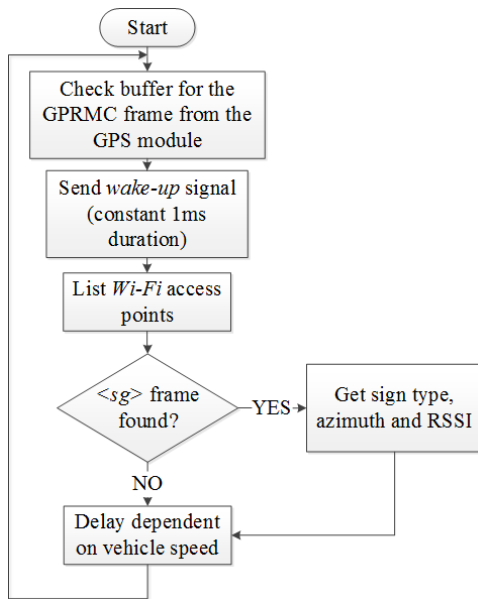 Start
Check buffer for the
GPRMC frame from the
GPS module
Send wake-up signal
(constant 1ms
duration)
List Wi-Fi access
points
<sg> frame
found?
YES
Get sign type,
azimuth and RSSI
NO
Delay dependent
on vehicle speed